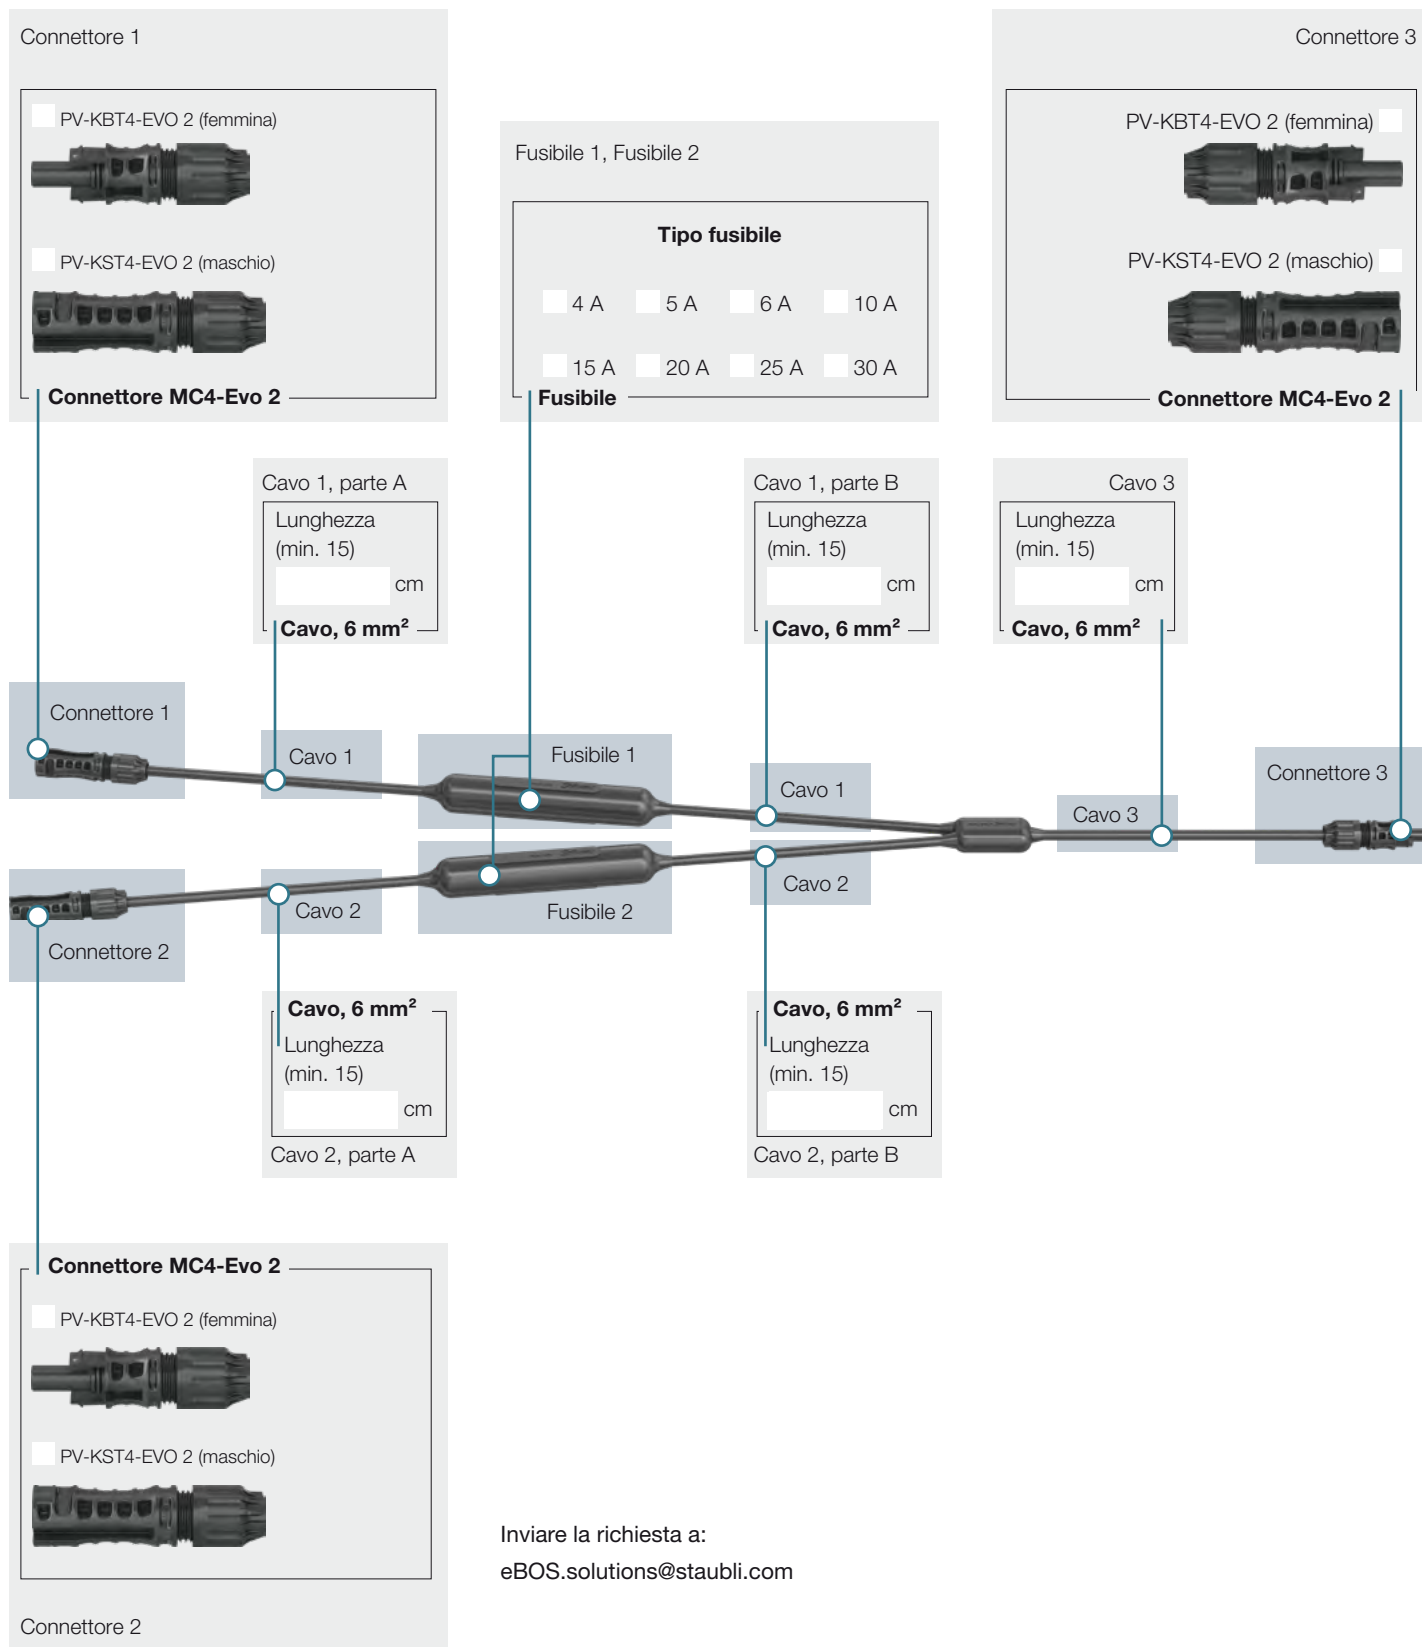 Connettore 1
PV-KBT4-EVO 2 (femmina)
PV-KST4-EVO 2 (maschio)
Connettore MC4-Evo 2
Fusibile 1, Fusibile 2
Tipo fusibile
4 A 5 A 6 A 10 A
15 A 20 A 25 A 30 A
Fusibile
Connettore 3
PV-KBT4-EVO 2 (femmina)
PV-KST4-EVO 2 (maschio)
Connettore MC4-Evo 2
Cavo 1, parte A
Lunghezza
(min. 15)
cm
Cavo, 6 mm²
Cavo 1, parte B
Lunghezza
(min. 15)
cm
Cavo, 6 mm²
Cavo 3
Lunghezza
(min. 15)
cm
Cavo, 6 mm²
Connettore 1
Cavo 1
Fusibile 1
Cavo 1
Cavo 3
Connettore 3
Connettore 2
Cavo 2
Fusibile 2
Cavo 2
Cavo, 6 mm²
Lunghezza
(min. 15)
cm
Cavo 2, parte A
Cavo, 6 mm²
Lunghezza
(min. 15)
cm
Cavo 2, parte B
Connettore MC4-Evo 2
PV-KBT4-EVO 2 (femmina)
PV-KST4-EVO 2 (maschio)
Connettore 2
Inviare la richiesta a:
eBOS.solutions@staubli.com